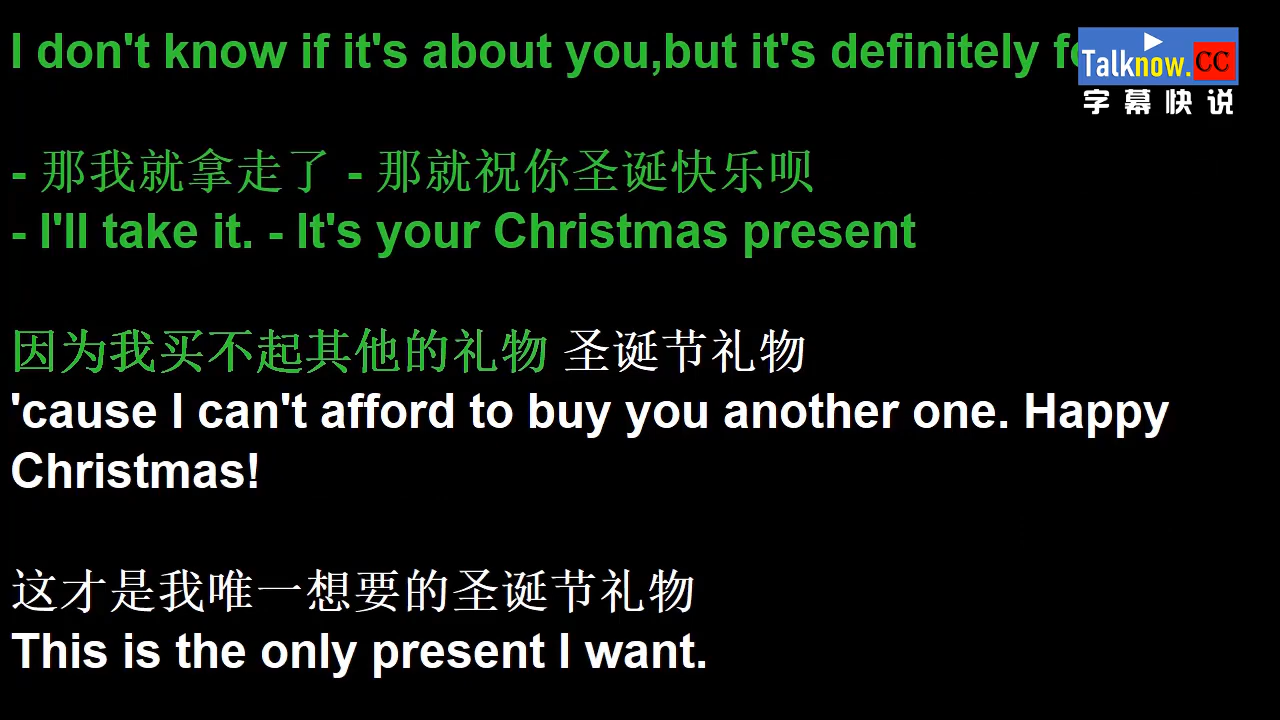 I don't know if it's about you,but it's definitely
Talknow.CC
字幕快说
- 那我就拿走了 - 那就祝你圣诞快乐呗
- I'll take it. - It's your Christmas present
因为我买不起其他的礼物 圣诞节礼物
'cause I can't afford to buy you another one. Happy
Christmas!
这才是我唯一想要的圣诞节礼物
This is the only present I want.